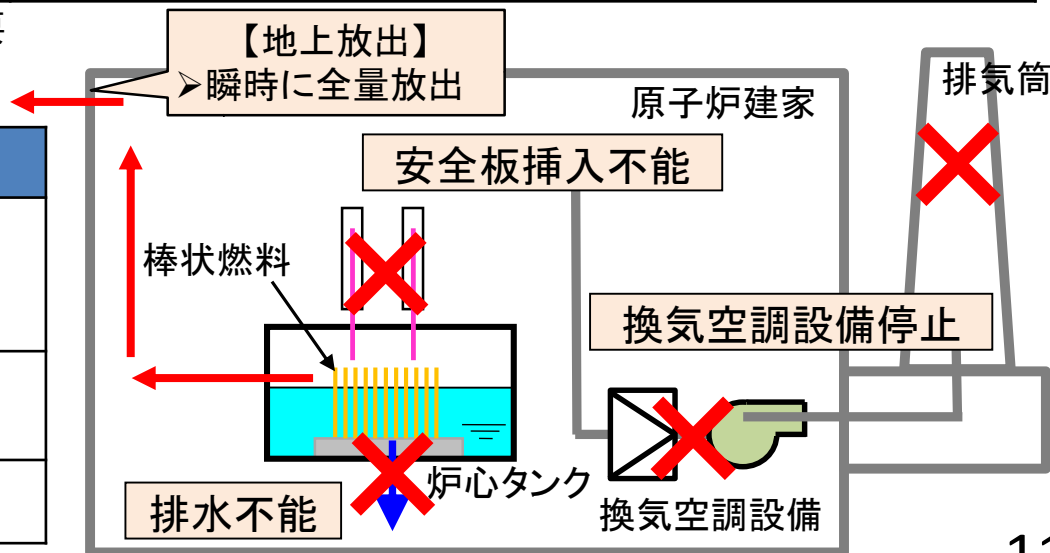 【地上放出】
➢瞬時に全量放出
排気筒
原子炉建家
安全板挿入不能
棒状燃料
換気空調設備停止
炉心タンク
排水不能
換気空調設備